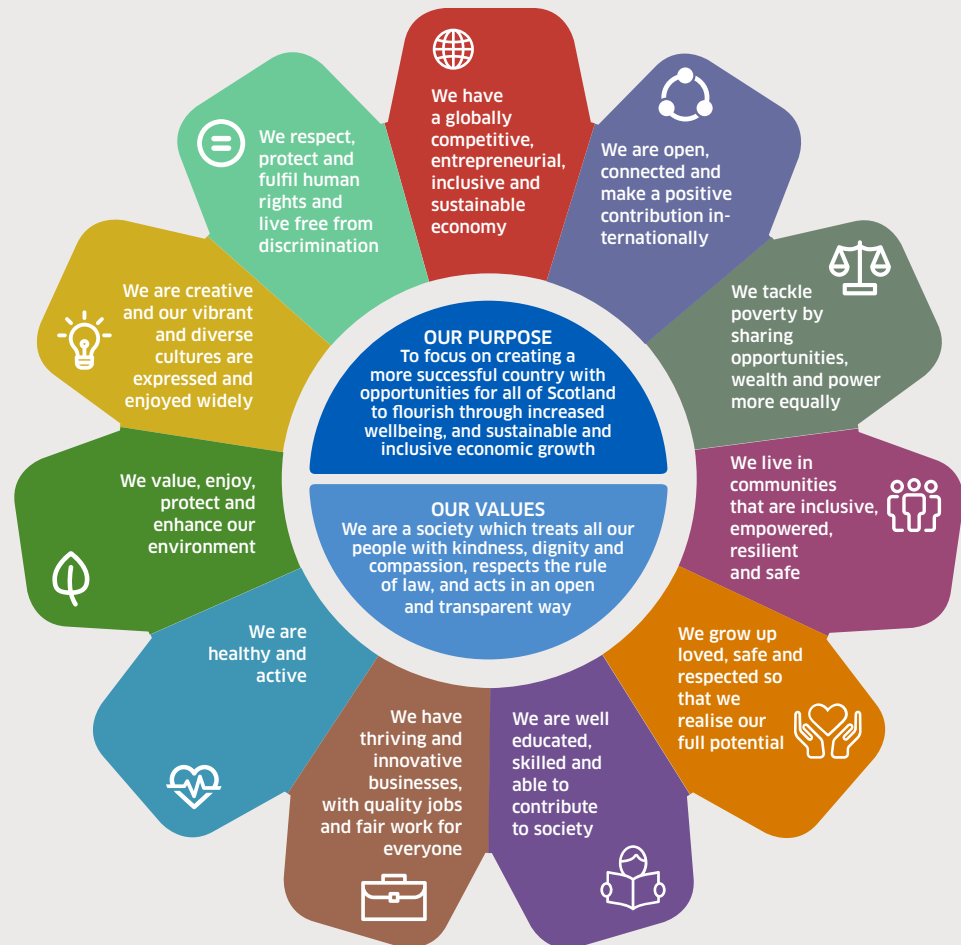 We have
a globally
competitive,
entrepreneurial,
inclusive and
sustainable
economy
We are open,
connected and
make a positive
contribution in-
ternationally
We tackle
poverty by
sharing
opportunities,
wealth and power
more equally
We live in
communities
that are inclusive,
empowered,
resilient
and safe
We grow up
loved, safe and
respected so
that we
realise our
full potential
We are well
educated,
skilled and
able to
contribute
to society
We have
thriving and
innovative
businesses,
with quality jobs
and fair work for
everyone
We are
healthy and
active
We value, enjoy,
protect and
enhance our
environment
We are creative
and our vibrant
and diverse
cultures are
expressed and
enjoyed widely
We respect,
protect and
fulfil human
rights and
live free from
discrimination
OUR PURPOSE
To focus on creating a
more successful country with
opportunities for all of Scotland
to flourish through increased
wellbeing, and sustainable and
inclusive economic growth
OUR VALUES
We are a society which treats all our
people with kindness, dignity and
compassion, respects the rule
of law, and acts in an open
and transparent way